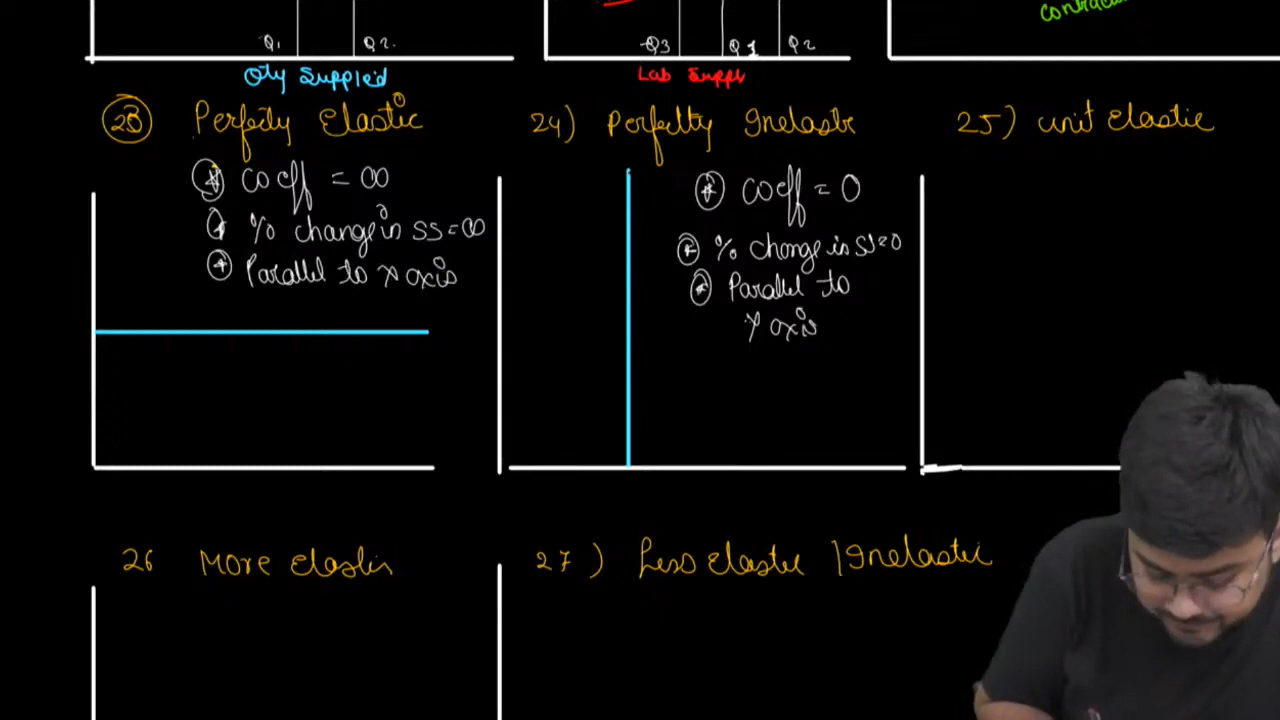 contrac
Q1 Q2
Q3 Q1 Q2
Qty Supplied
Lab Suppl
23 Perfectly Elastic
coeff = ∞
% change in SS = ∞
Parallel to X axis
24) Perfectly Inelastic
coeff = 0
% change is SS = 0
Parallel to
Y axis
25) unit Elastic
26 More Elastic
27) Less Elastic / Inelastic